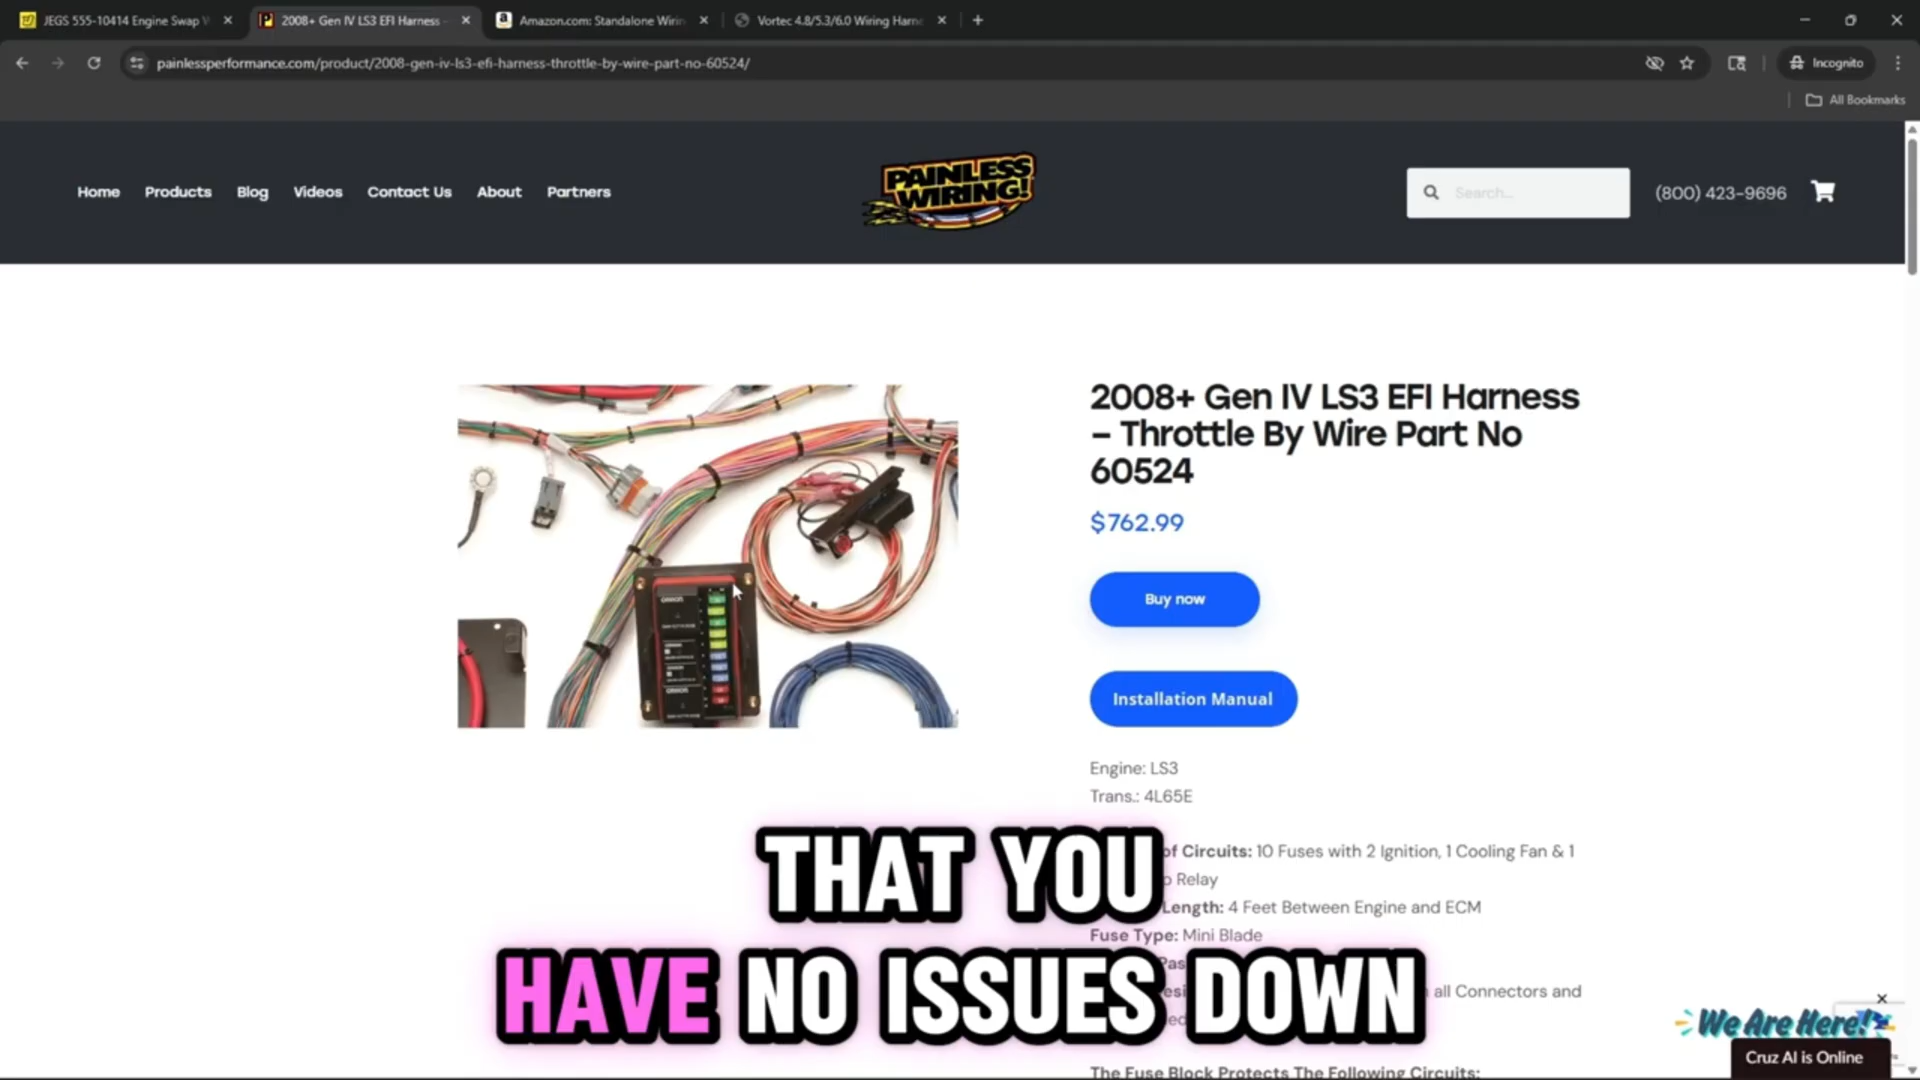 JEGS 555-10414 Engine Swap
2008+ Gen IV LS3 EFI Harness
Amazon.com: Standalone Wirin
Vortec 4.8/5.3/6.0 Wiring Harn
painlessperformance.com/product/2008-gen-iv-ls3-efi-harness-throttle-by-wire-part-no-60524/
Incognito
All Bookmarks
Home
Products
Blog
Videos
Contact Us
About
Partners
PAINLESS
WIRING!
Search...
(800) 423-9696
2008+ Gen IV LS3 EFI Harness
– Throttle By Wire Part No
60524
$762.99
Buy now
Installation Manual
Engine: LS3
Trans.: 4L65E
of Circuits: 10 Fuses with 2 Ignition, 1 Cooling Fan & 1
Relay
Length: 4 Feet Between Engine and ECM
Fuse Type: Mini Blade
all Connectors and
The Fuse Block Protects The Following Circuits:
THAT YOU
HAVE NO ISSUES DOWN
We Are Here!
Cruz AI is Online